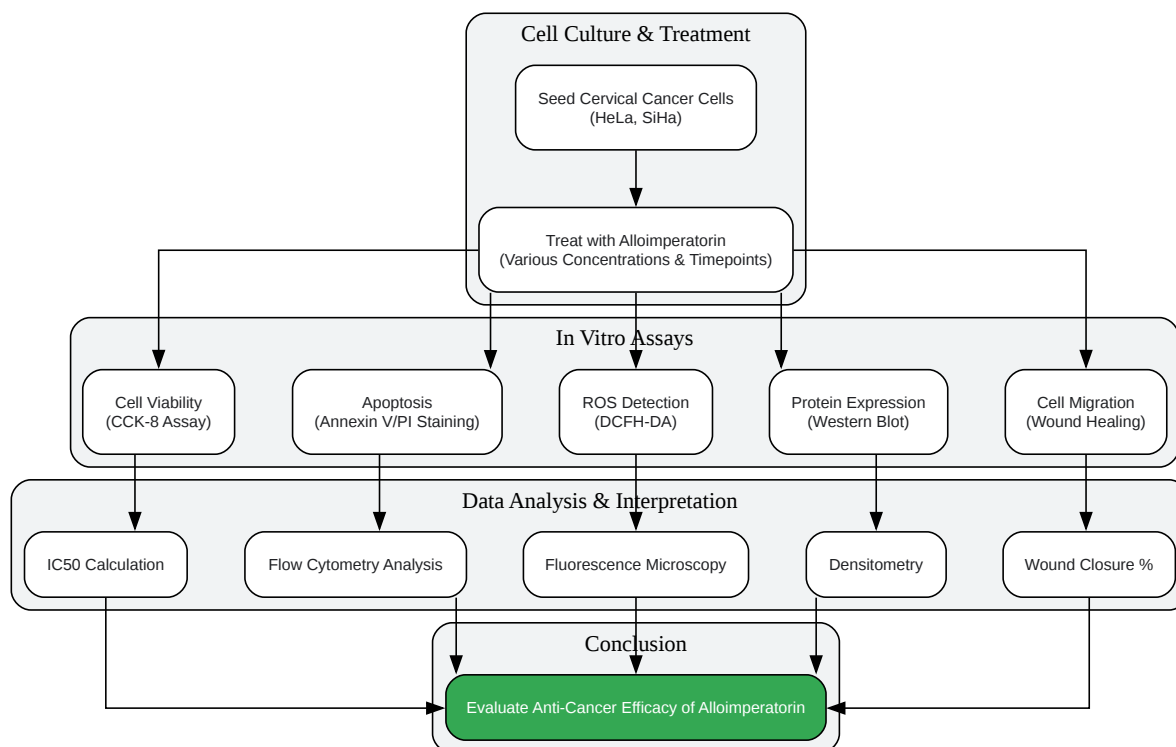 Cell Culture & Treatment
Seed Cervical Cancer Cells
(HeLa, SiHa)
Treat with Alloimperatorin
(Various Concentrations & Timepoints)
In Vitro Assays
Cell Viability
(CCK-8 Assay)
Apoptosis
(Annexin V/PI Staining)
ROS Detection
(DCFH-DA)
Protein Expression
(Western Blot)
Cell Migration
(Wound Healing)
Data Analysis & Interpretation
IC50 Calculation
Flow Cytometry Analysis
Fluorescence Microscopy
Densitometry
Wound Closure %
Conclusion
Evaluate Anti-Cancer Efficacy of Alloimperatorin